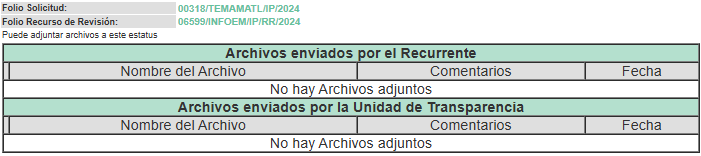 Folio Solicitud: 00318/TEMAMATL/IP/2024
Folio Recurso de Revisión: 06599/INFOEM/IP/RR/2024
Puede adjuntar archivos a este estatus
Archivos enviados por el Recurrente
Nombre del Archivo Comentarios Fecha
No hay Archivos adjuntos
Archivos enviados por la Unidad de Transparencia
Nombre del Archivo Comentarios Fecha
No hay Archivos adjuntos